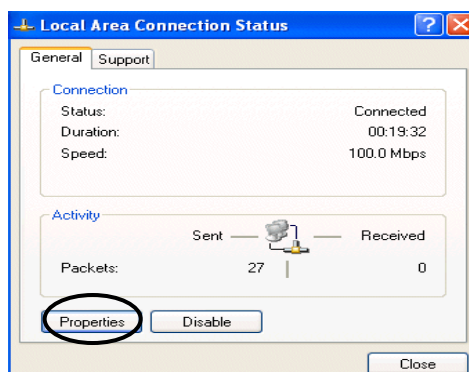 Local Area Connection Status
General Support
Connection
Status: Connected
Duration: 00:19:32
Speed: 100.0 Mbps
Activity
Sent Received
Packets: 27 0
Properties Disable
Close